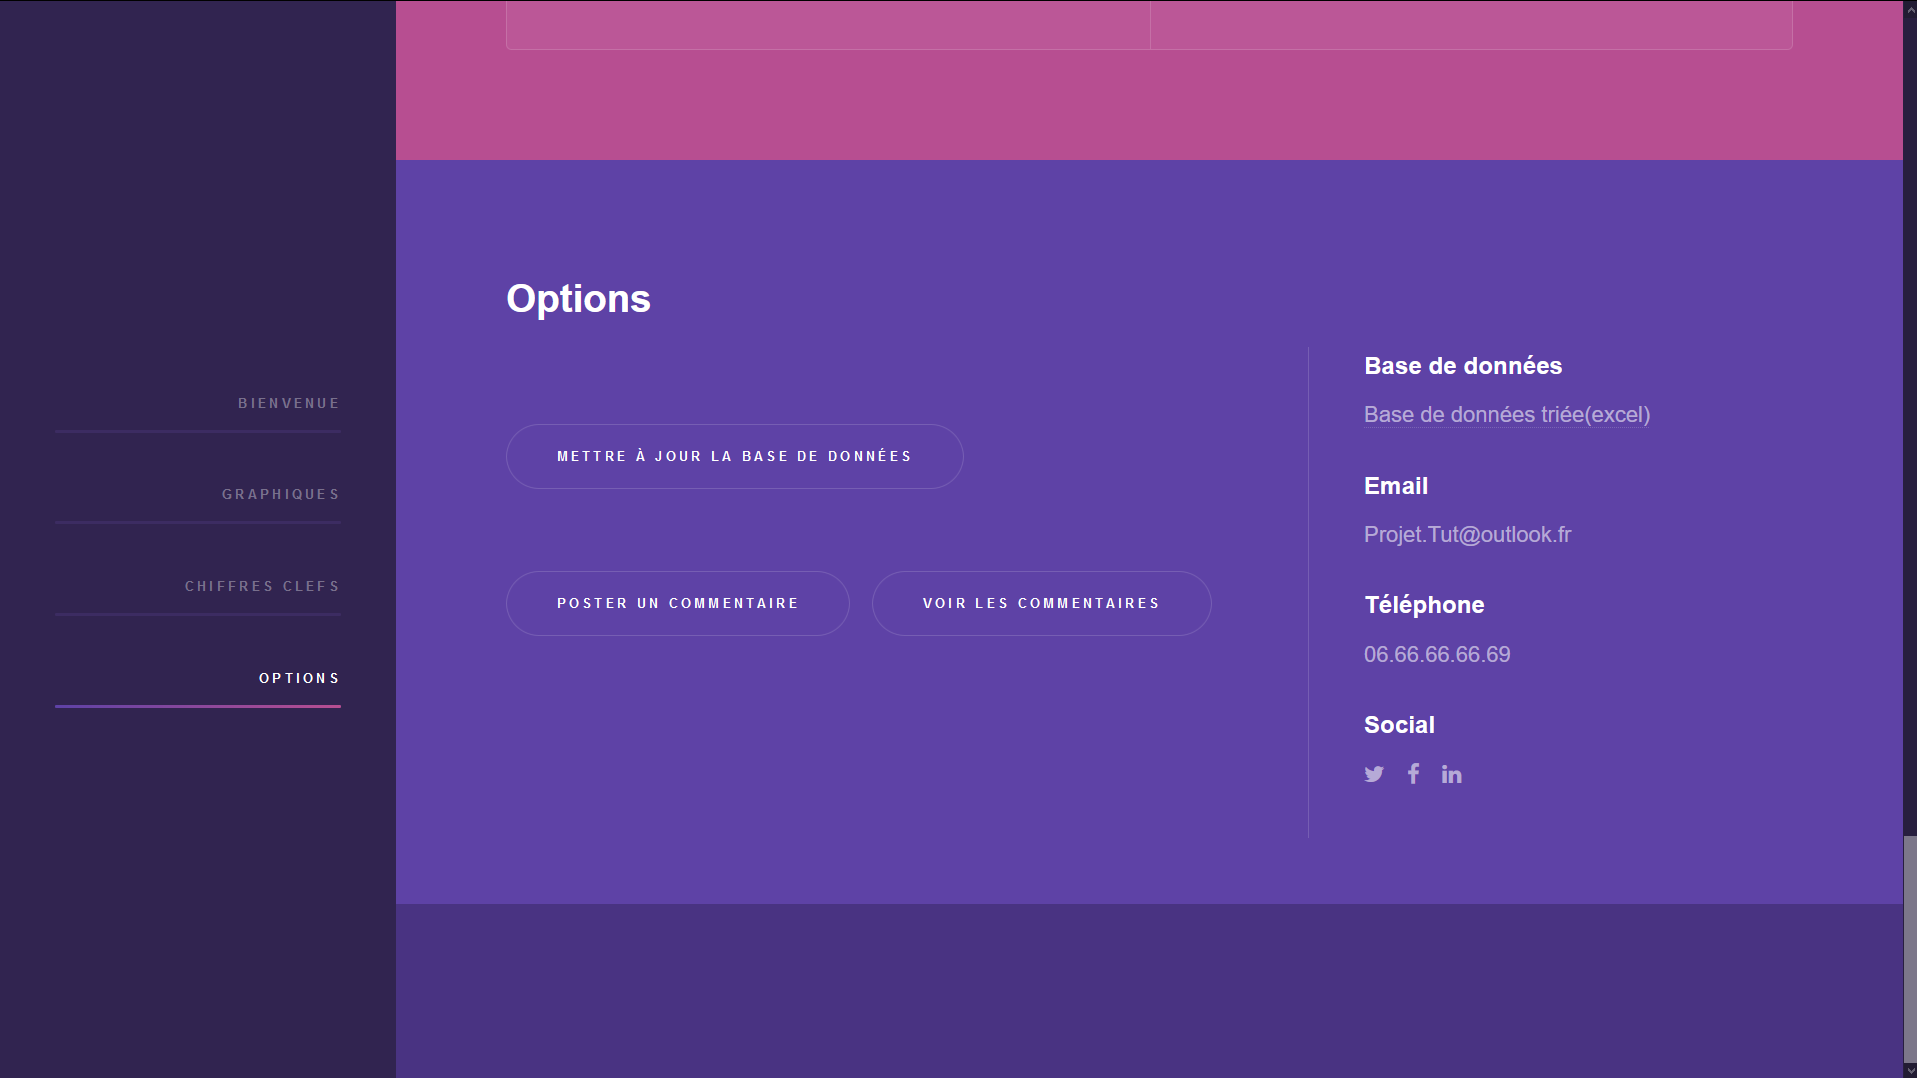 BIENVENUE
GRAPHIQUES
CHIFFRES CLEFS
OPTIONS
Options
METTRE À JOUR LA BASE DE DONNÉES
POSTER UN COMMENTAIRE
VOIR LES COMMENTAIRES
Base de données
Base de données triée(excel)
Email
Projet.Tut@outlook.fr
Téléphone
06.66.66.66.69
Social